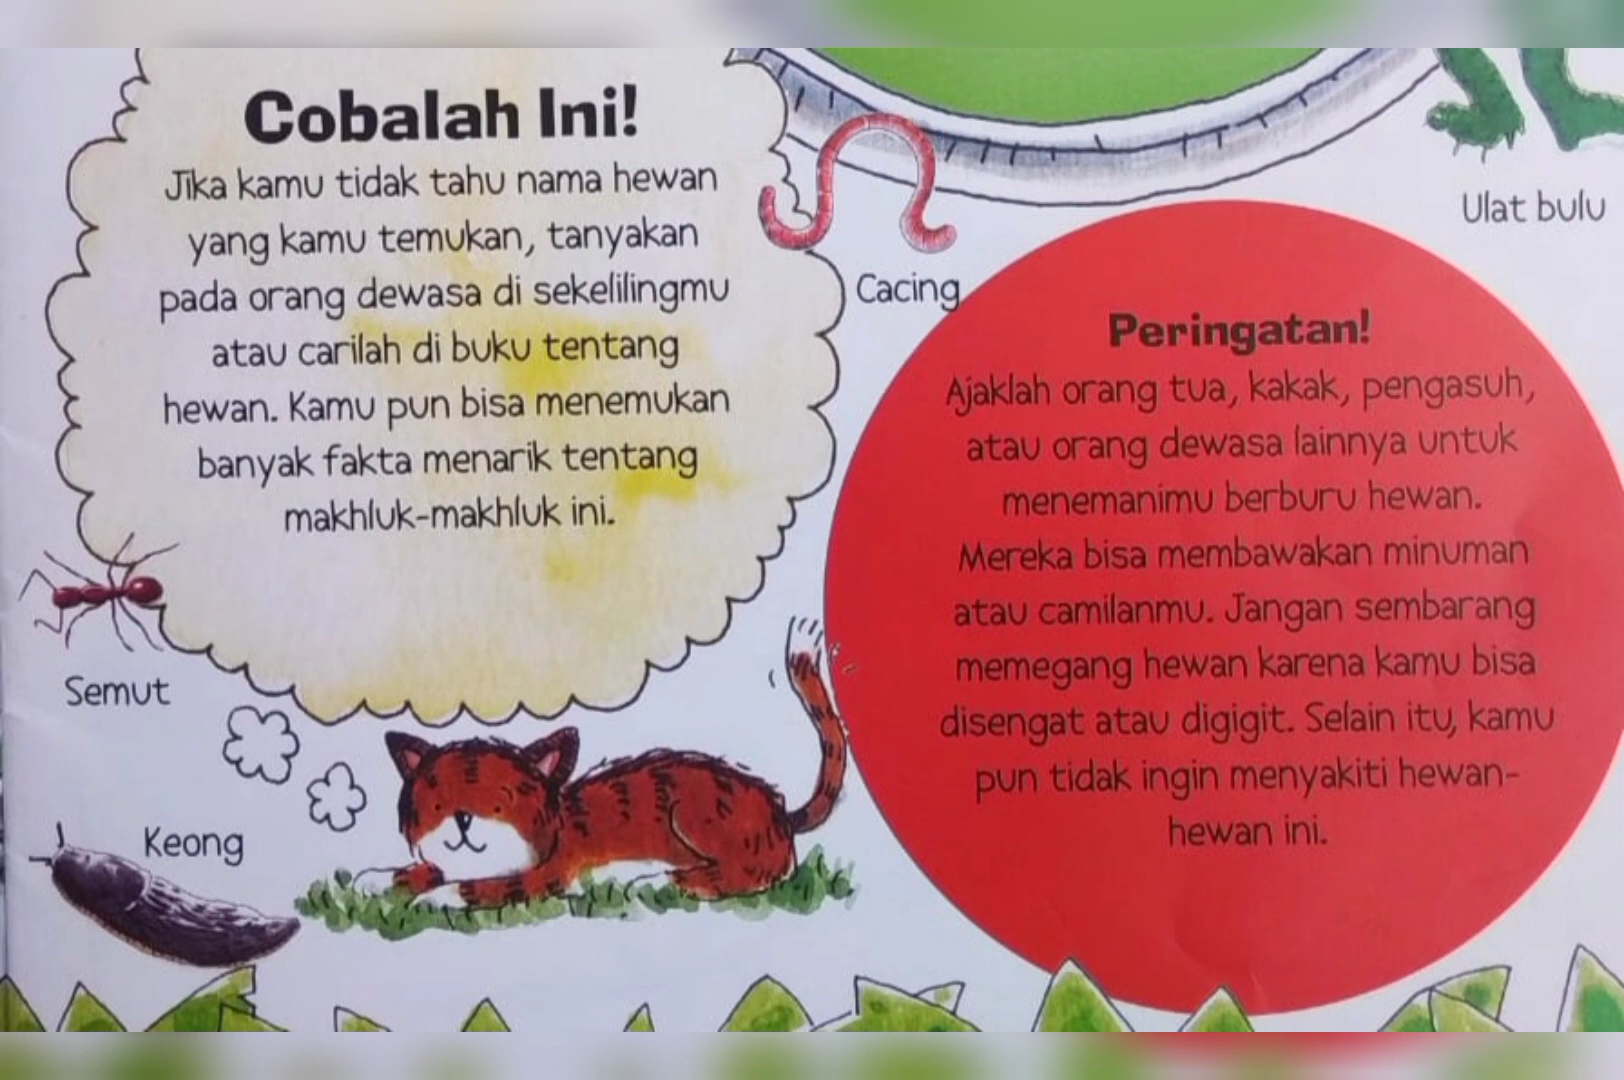 Cobalah Ini!
Jika kamu tidak tahu nama hewan
yang kamu temukan, tanyakan
pada orang dewasa di sekelilingmu
atau carilah di buku tentang
hewan. Kamu pun bisa menemukan
banyak fakta menarik tentang
makhluk-makhluk ini.
Semut
Keong
Cacing
Ulat bulu
Peringatan!
Ajaklah orang tua, kakak, pengasuh,
atau orang dewasa lainnya untuk
menemanimu berburu hewan.
Mereka bisa membawakan minuman
atau camilanmu. Jangan sembarang
memegang hewan karena kamu bisa
disengat atau digigit. Selain itu, kamu
pun tidak ingin menyakiti hewan-
hewan ini.